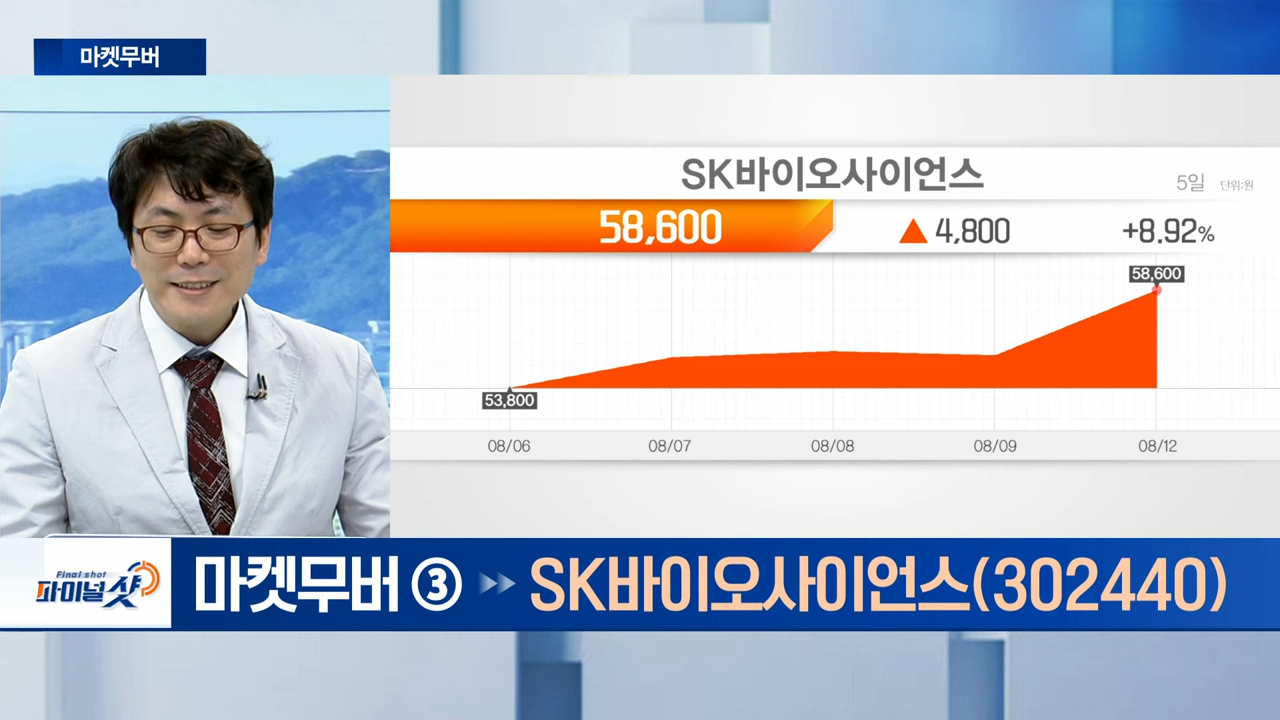 마켓무버
SK바이오사이언스
5일 단위:원
58,600 ▲ 4,800 +8.92%
58,600
53,800
08/06 08/07 08/08 08/09 08/12
Final shot
파이널샷
마켓무버 ③ SK바이오사이언스(302440)